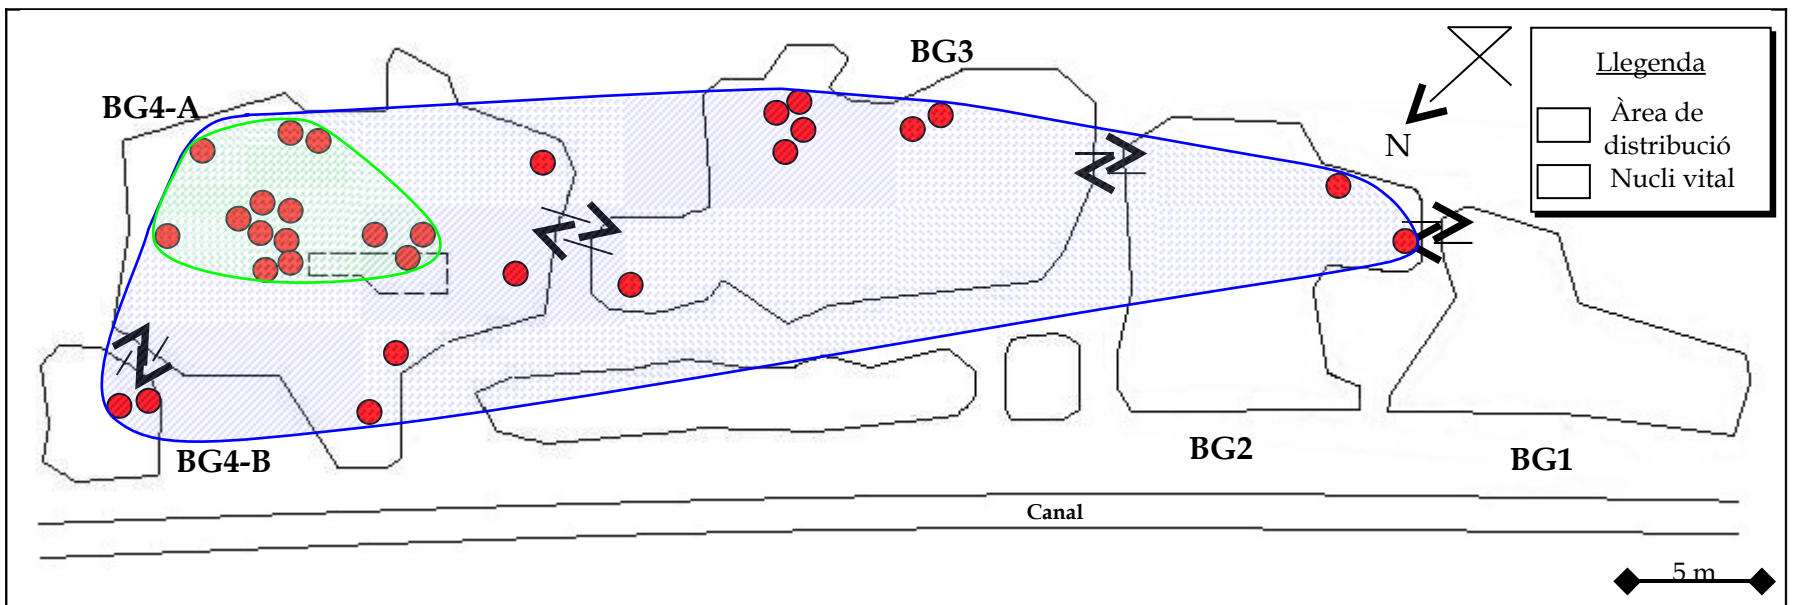 BG3
Llegenda
BG4-A
Àrea de
distribució
N
Nucli vital
BG2
BG4-B
BG1
Canal
5 m